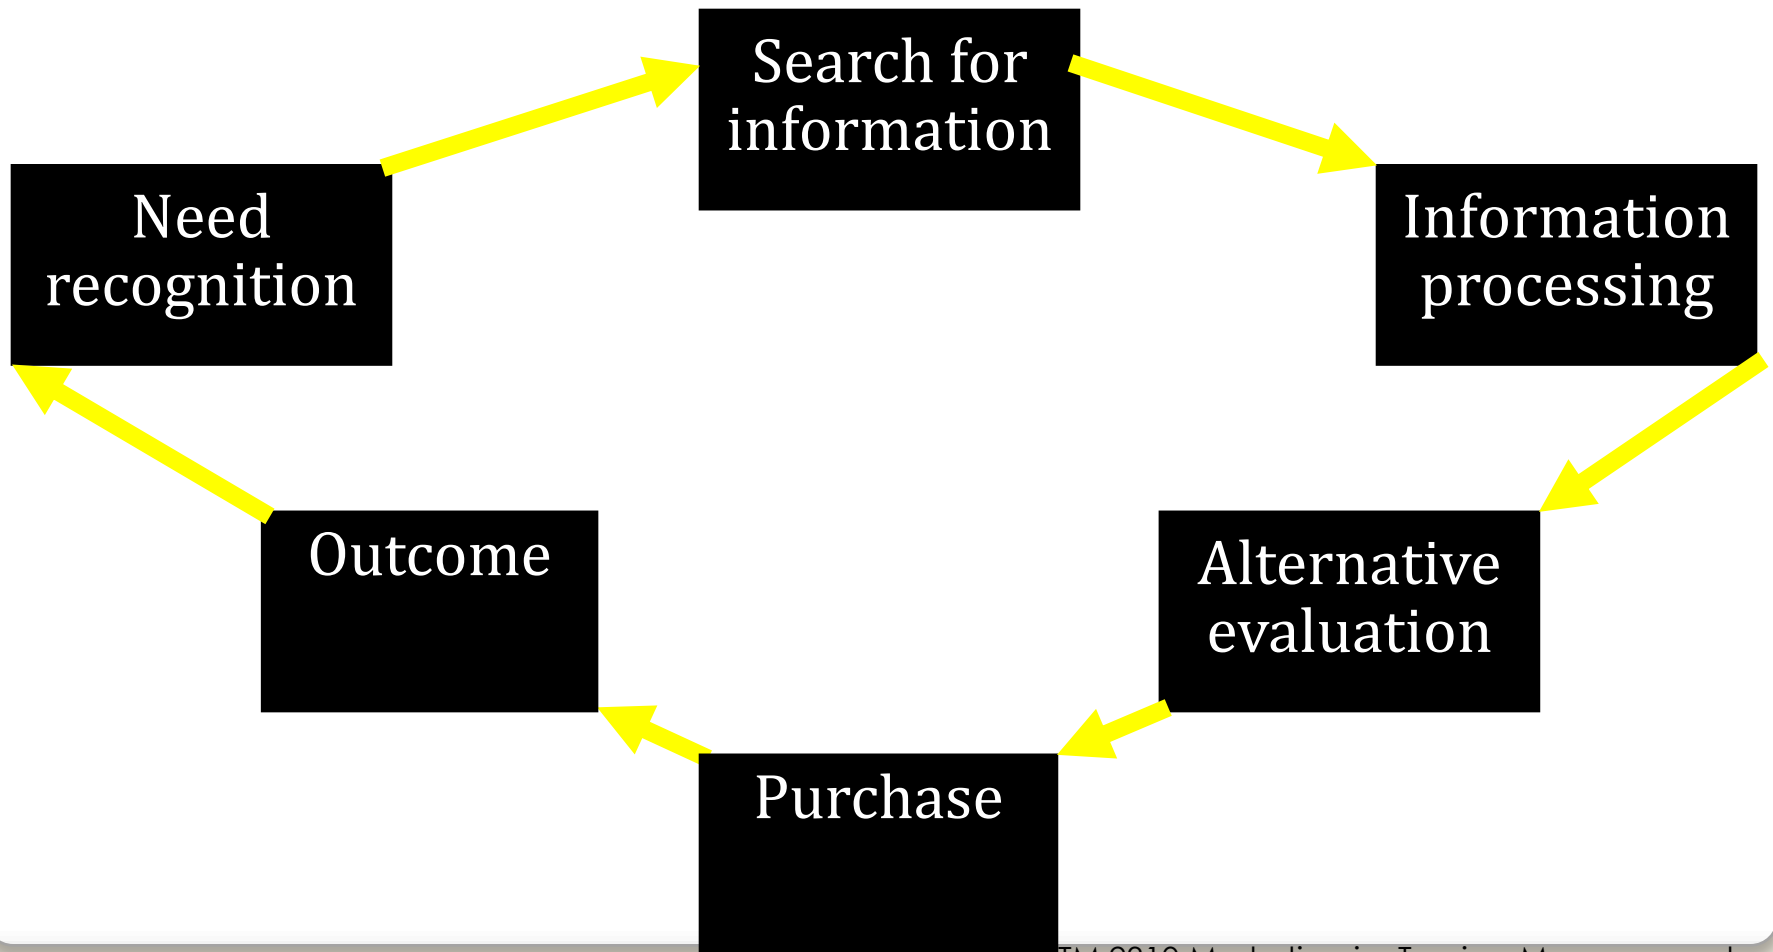 Search for
information
Need
recognition
Information
processing
Outcome
Alternative
evaluation
Purchase